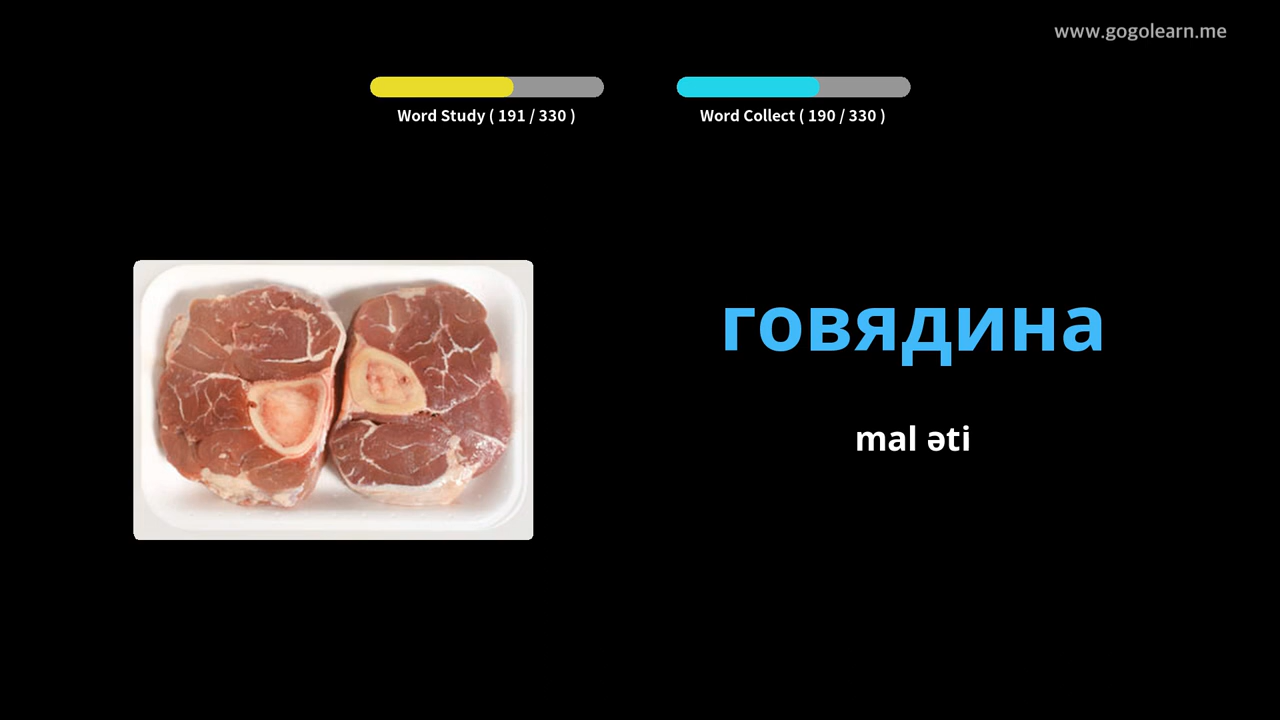 www.gogolearn.me
Word Study ( 191 / 330 )
Word Collect ( 190 / 330 )
говядина
mal əti